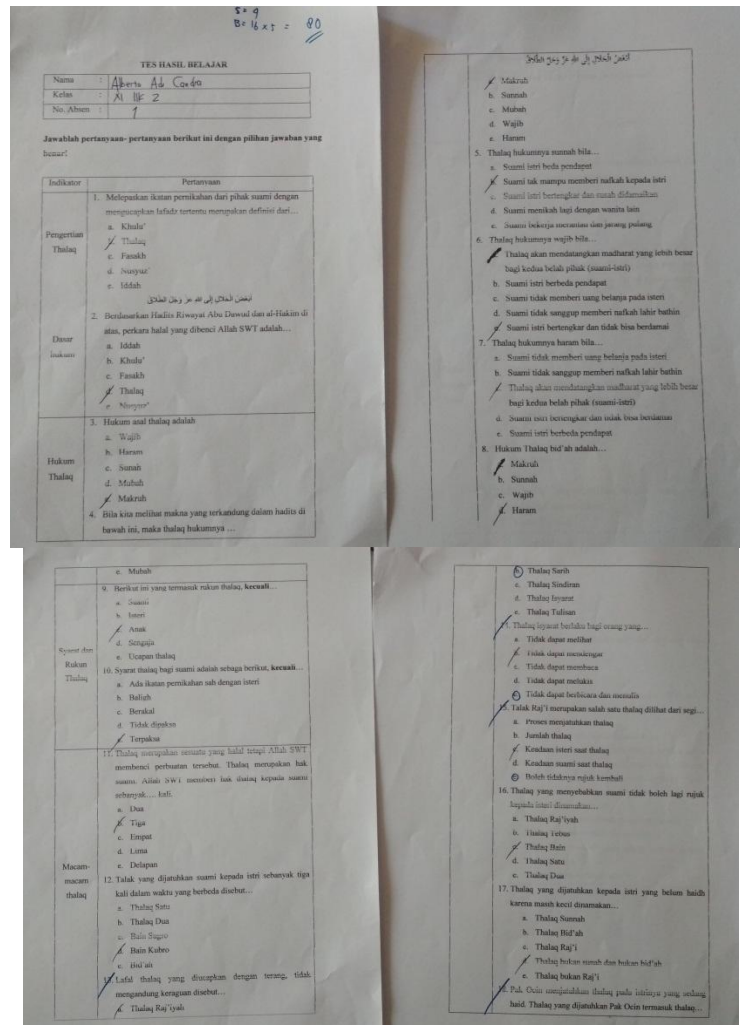 S = 4
B = 16 x 5 = 80
TES HASIL BELAJAR
Nama :
Alberto Adi Candra
Kelas :
XI IIK 2
No. Absen :
1
Jawablah pertanyaan- pertanyaan berikut ini dengan pilihan jawaban yang
benar!
Indikator
Pertanyaan
Pengertian
Thalaq
1. Melepaskan ikatan pernikahan dari pihak suami dengan
mengucapkan lafadz tertentu merupakan definisi dari…
a. Khulu'
b. Thalaq
c. Fasakh
d. Nusyuz'
e. Iddah
Dasar
hukum
أبغض الحلال إلى الله عز وجل الطلاق
2. Berdasarkan Hadits Riwayat Abu Dawud dan al-Hakim di
atas, perkara halal yang dibenci Allah SWT adalah…
a. Iddah
b. Khulu'
c. Fasakh
d. Thalaq
e. Nusyuz'
Hukum
Thalaq
3. Hukum asal thalaq adalah
a. Wajib
b. Haram
c. Sunah
d. Mubah
e. Makruh
4. Bila kita melihat makna yang terkandung dalam hadits di
bawah ini, maka thalaq hukumnya …
أبغض الحلال إلى الله عز وجل الطلاق
a. Makruh
b. Sunnah
c. Mubah
d. Wajib
e. Haram
5. Thalaq hukumnya sunnah bila…
a. Suami istri beda pendapat
b. Suami tak mampu memberi nafkah kepada istri
c. Suami istri bertengkar dan susah didamaikan
d. Suami menikah lagi dengan wanita lain
e. Suami bekerja merantau dan jarang pulang
6. Thalaq hukumnya wajib bila…
a. Thalaq akan mendatangkan madharat yang lebih besar
bagi kedua belah pihak (suami-istri)
b. Suami istri berbeda pendapat
c. Suami tidak memberi uang belanja pada isteri
d. Suami tidak sanggup memberi nafkah lahir bathin
e. Suami istri bertengkar dan tidak bisa berdamai
7. Thalaq hukumnya haram bila…
a. Suami tidak memberi uang belanja pada isteri
b. Suami tidak sanggup memberi nafkah lahir bathin
c. Thalaq akan mendatangkan madharat yang lebih besar
bagi kedua belah pihak (suami-istri)
d. Suami istri bertengkar dan tidak bisa berdamai
e. Suami istri berbeda pendapat
8. Hukum Thalaq bid'ah adalah…
a. Makruh
b. Sunnah
c. Wajib
d. Haram
e. Mubah
Syarat dan
Rukun
Thalaq
9. Berikut ini yang termasuk rukun thalaq, kecuali…
a. Suami
b. Isteri
c. Anak
d. Sengaja
e. Ucapan thalaq
10. Syarat thalaq bagi suami adalah sebagai berikut, kecuali…
a. Ada ikatan pernikahan sah dengan isteri
b. Baligh
c. Berakal
d. Tidak dipaksa
e. Terpaksa
Macam-
macam
thalaq
11. Thalaq merupakan sesuatu yang halal tetapi Allah SWT
membenci perbuatan tersebut. Thalaq merupakan hak
suami. Allah SWT memberi hak thalaq kepada suami
sebanyak…. kali.
a. Dua
b. Tiga
c. Empat
d. Lima
e. Delapan
12. Talak yang dijatuhkan suami kepada istri sebanyak tiga
kali dalam waktu yang berbeda disebut…
a. Thalaq Satu
b. Thalaq Dua
c. Bain Sugro
d. Bain Kubro
e. Bid'ah
13. Lafal thalaq yang diucapkan dengan terang, tidak
mengandung keraguan disebut…
a. Thalaq Raj'iyah
b. Thalaq Sarih
c. Thalaq Sindiran
d. Thalaq Isyarat
e. Thalaq Tulisan
14. Thalaq isyarat berlaku bagi orang yang…
a. Tidak dapat melihat
b. Tidak dapat mendengar
c. Tidak dapat membaca
d. Tidak dapat melukis
e. Tidak dapat berbicara dan menulis
15. Talak Raj'i merupakan salah satu thalaq dilihat dari segi…
a. Proses menjatuhkan thalaq
b. Jumlah thalaq
c. Keadaan isteri saat thalaq
d. Keadaan suami saat thalaq
e. Boleh tidaknya rujuk kembali
16. Thalaq yang menyebabkan suami tidak boleh lagi rujuk
kepada isteri dinamakan…
a. Thalaq Raj'iyah
b. Thalaq Tebus
c. Thalaq Bain
d. Thalaq Satu
e. Thalaq Dua
17. Thalaq yang dijatuhkan kepada istri yang belum haidh
karena masih kecil dinamakan…
a. Thalaq Sunnah
b. Thalaq Bid'ah
c. Thalaq Raj'i
d. Thalaq bukan sunah dan bukan bid'ah
e. Thalaq bukan Raj'i
18. Pak Ocin menjatuhkan thalaq pada istrinya yang sedang
haid. Thalaq yang dijatuhkan Pak Ocin termasuk thalaq…